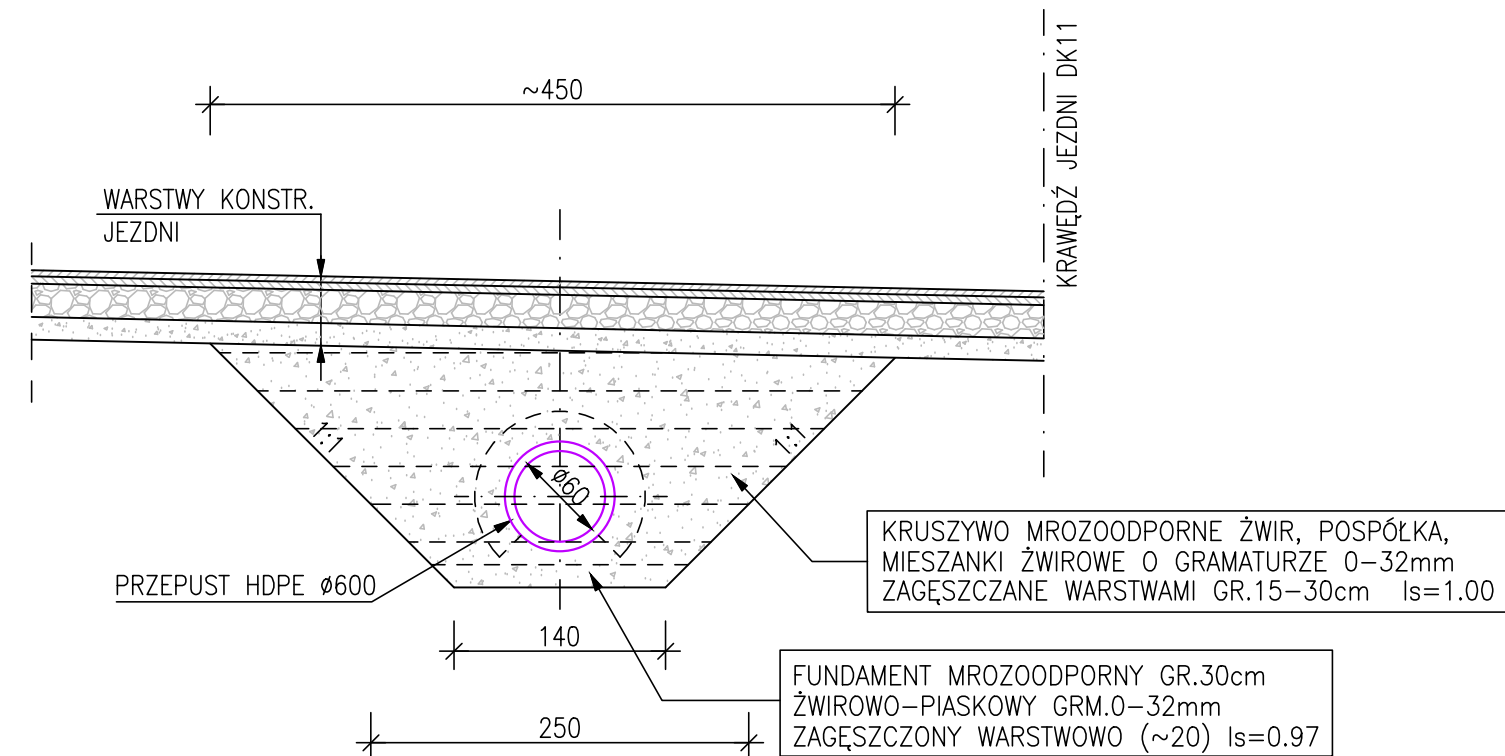 ~450
KRAWĘDŹ JEZDNI DK11
WARSTWY KONSTR.
JEZDNI
1:1
1:1
ø60
PRZEPUST HDPE ø600
KRUSZYWO MROZOODPORNE ŻWIR, POSPÓŁKA,
MIESZANKI ŻWIROWE O GRAMATURZE 0-32mm
ZAGĘSZCZANE WARSTWAMI GR.15-30cm Is=1.00
140
FUNDAMENT MROZOODPORNY GR.30cm
ŻWIROWO-PIASKOWY GRM.0-32mm
ZAGĘSZCZONY WARSTWOWO (~20) Is=0.97
250